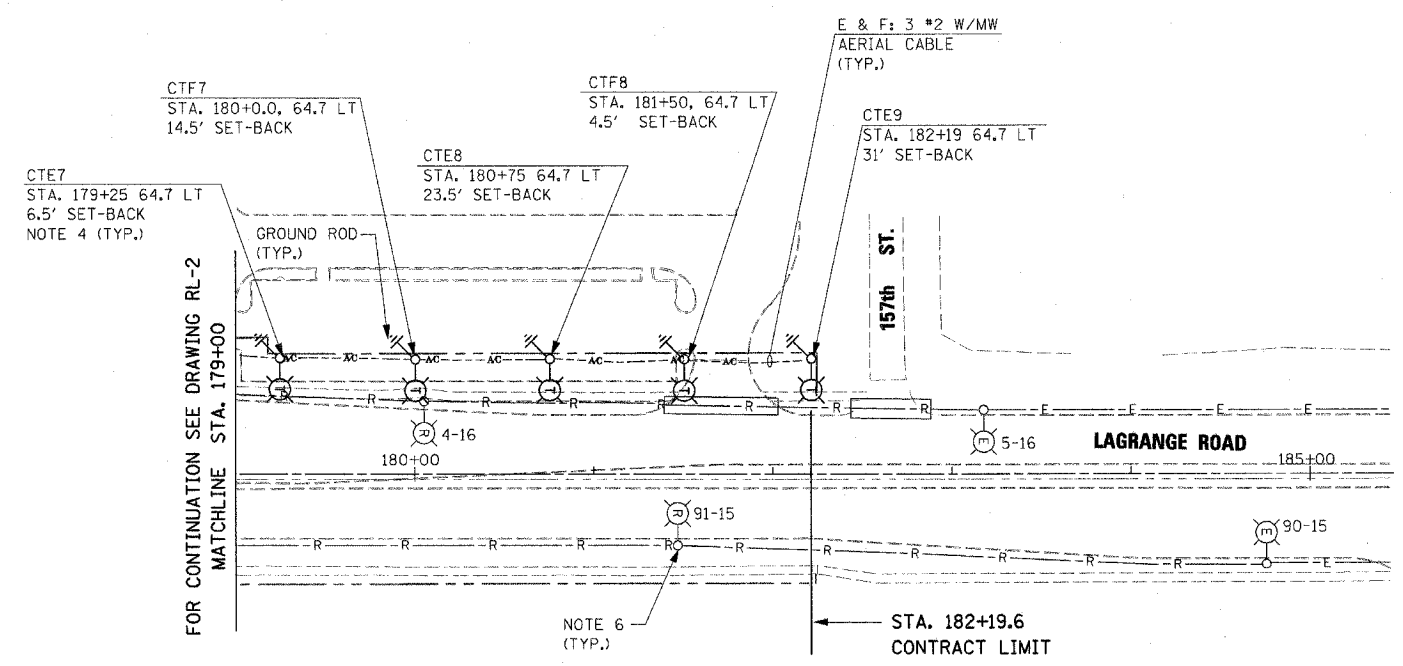 E & F: 3 #2 W/MW
AERIAL CABLE
(TYP.)
CTF7
STA. 180+0.0, 64.7 LT
14.5' SET-BACK
CTF8
STA. 181+50, 64.7 LT
4.5' SET-BACK
CTE9
STA. 182+19 64.7 LT
31' SET-BACK
CTE8
STA. 180+75 64.7 LT
23.5' SET-BACK
CTE7
STA. 179+25 64.7 LT
6.5' SET-BACK
NOTE 4 (TYP.)
GROUND ROD
(TYP.)
157th ST.
FOR CONTINUATION SEE DRAWING RL-2
MATCHLINE STA. 179+00
AC AC AC AC AC AC AC
T T T T T
R R R R R R
E E E E
R 4-16
E 5-16
LAGRANGE ROAD
180+00
185+00
R 91-15
E 90-15
R R R R R R R R R R R E
NOTE 6
(TYP.)
STA. 182+19.6
CONTRACT LIMIT